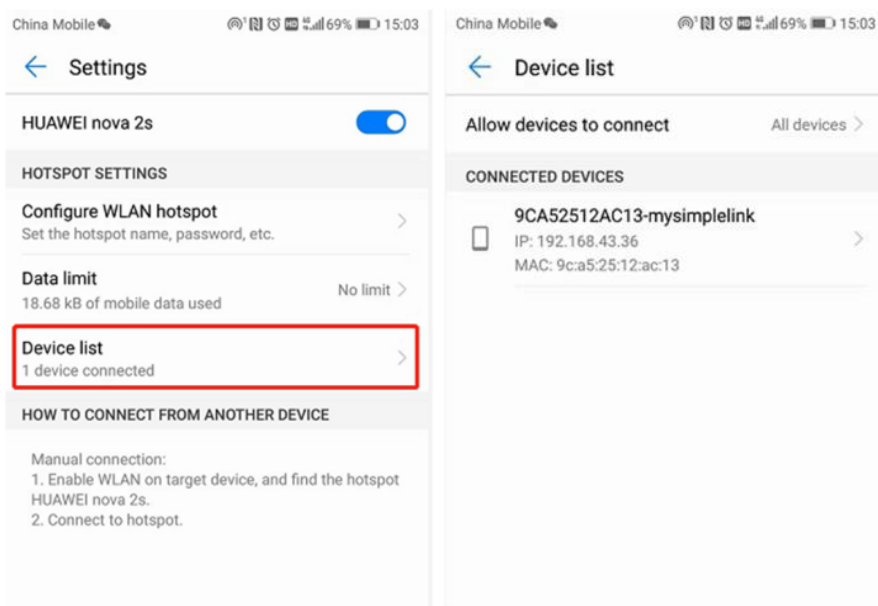 China Mobile 69% 15:03
Settings
HUAWEI nova 2s
HOTSPOT SETTINGS
Configure WLAN hotspot
Set the hotspot name, password, etc.
Data limit
18.68 kB of mobile data used
No limit
Device list
1 device connected
HOW TO CONNECT FROM ANOTHER DEVICE
Manual connection:
1. Enable WLAN on target device, and find the hotspot
HUAWEI nova 2s.
2. Connect to hotspot.
China Mobile 69% 15:03
Device list
Allow devices to connect All devices
CONNECTED DEVICES
9CA52512AC13-mysimplelink
IP: 192.168.43.36
MAC: 9c:a5:25:12:ac:13